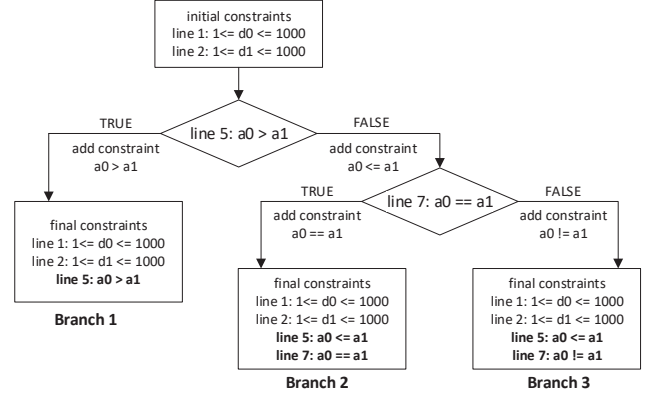 initial constraints
line 1: 1<= d0 <= 1000
line 2: 1<= d1 <= 1000
line 5: a0 > a1
TRUE
add constraint
a0 > a1
FALSE
add constraint
a0 <= a1
final constraints
line 1: 1<= d0 <= 1000
line 2: 1<= d1 <= 1000
line 5: a0 > a1
Branch 1
line 7: a0 == a1
TRUE
add constraint
a0 == a1
FALSE
add constraint
a0 != a1
final constraints
line 1: 1<= d0 <= 1000
line 2: 1<= d1 <= 1000
line 5: a0 <= a1
line 7: a0 == a1
Branch 2
final constraints
line 1: 1<= d0 <= 1000
line 2: 1<= d1 <= 1000
line 5: a0 <= a1
line 7: a0 != a1
Branch 3